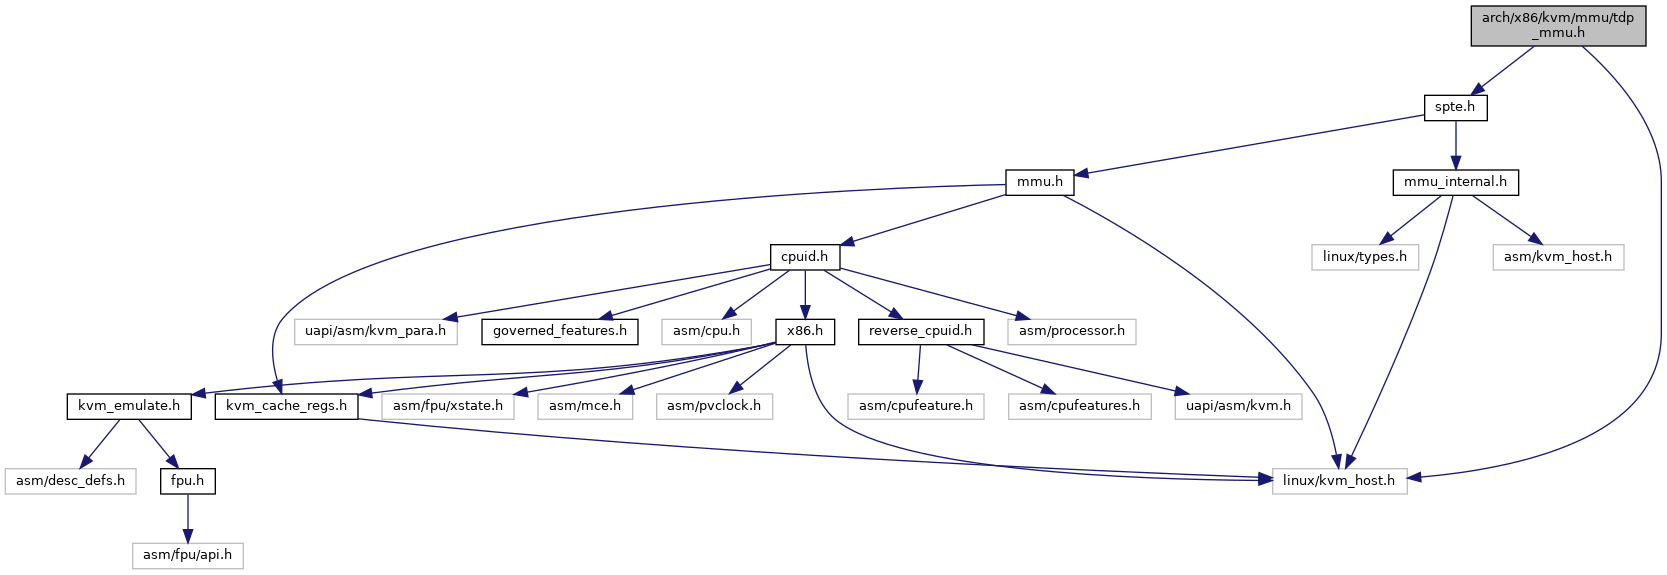 arch/x86/kvm/mmu/tdp
_mmu.h
spte.h
mmu.h
mmu_internal.h
cpuid.h
linux/types.h
asm/kvm_host.h
uapi/asm/kvm_para.h
governed_features.h
asm/cpu.h
x86.h
reverse_cpuid.h
asm/processor.h
kvm_emulate.h
kvm_cache_regs.h
asm/fpu/xstate.h
asm/mce.h
asm/pvclock.h
asm/cpufeature.h
asm/cpufeatures.h
uapi/asm/kvm.h
asm/desc_defs.h
fpu.h
linux/kvm_host.h
asm/fpu/api.h